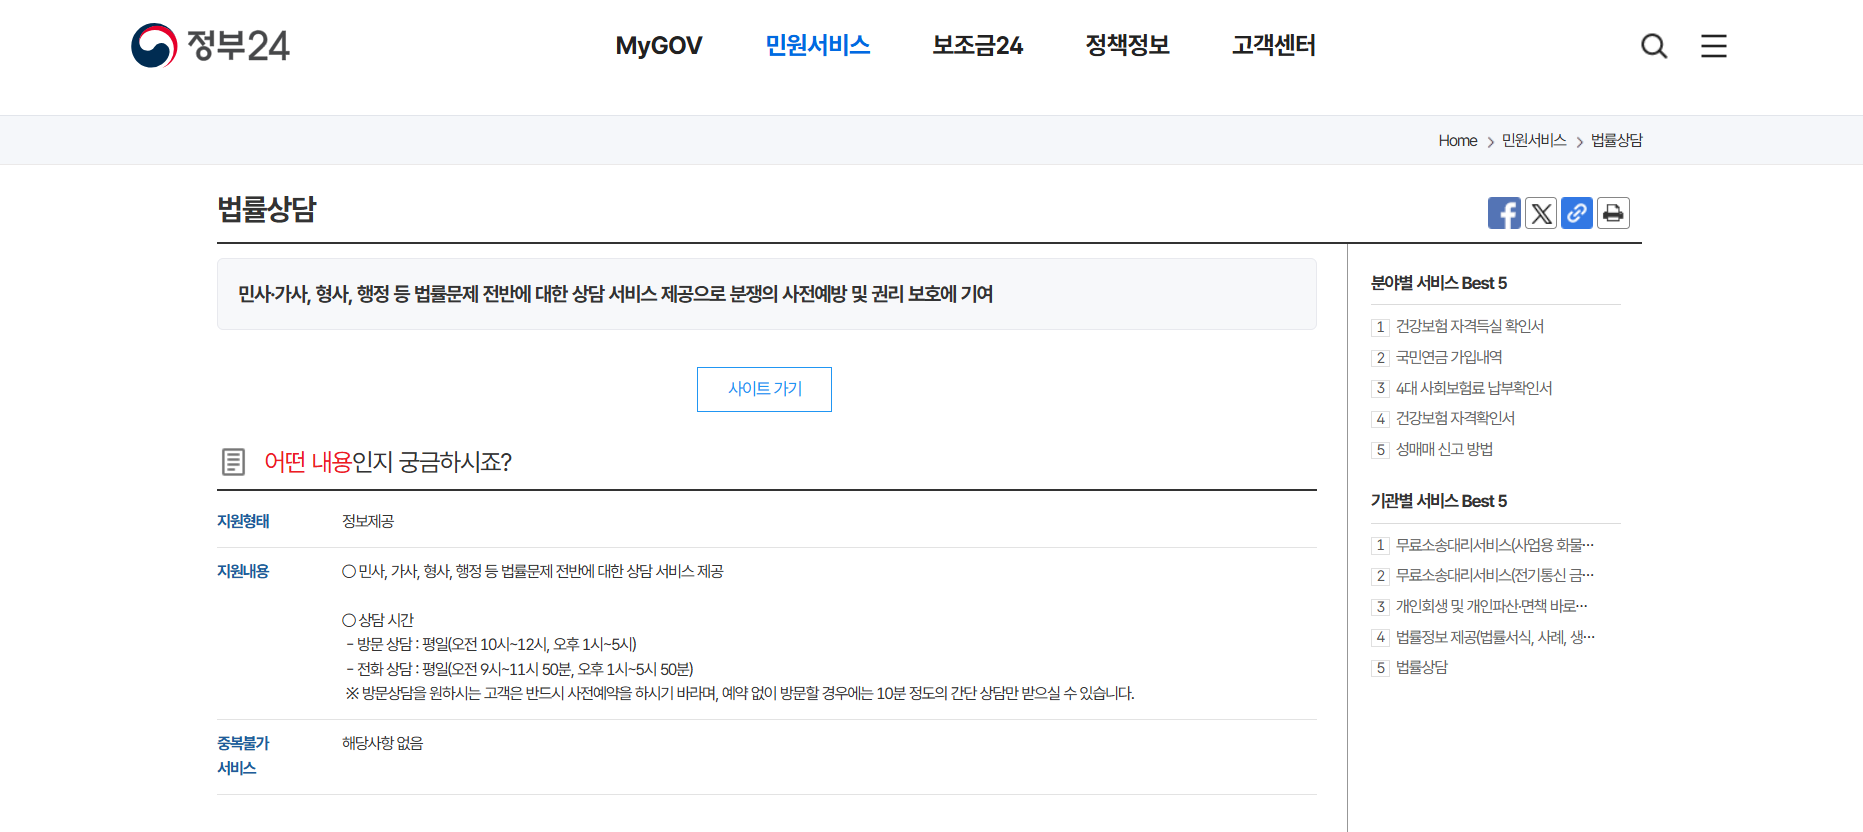 정부24
MyGOV
민원서비스
보조금24
정책정보
고객센터
Home > 민원서비스 > 법률상담
법률상담
민사·가사, 형사, 행정 등 법률문제 전반에 대한 상담 서비스 제공으로 분쟁의 사전예방 및 권리 보호에 기여
사이트 가기
어떤 내용인지 궁금하시죠?
지원형태 정보제공
지원내용 ○ 민사, 가사, 형사, 행정 등 법률문제 전반에 대한 상담 서비스 제공
○ 상담 시간
- 방문 상담 : 평일(오전 10시~12시, 오후 1시~5시)
- 전화 상담 : 평일(오전 9시~11시 50분, 오후 1시~5시 50분)
※ 방문상담을 원하시는 고객은 반드시 사전예약을 하시기 바라며, 예약 없이 방문할 경우에는 10분 정도의 간단 상담만 받으실 수 있습니다.
중복불가 해당사항 없음
서비스
분야별 서비스 Best 5
1 건강보험 자격득실 확인서
2 국민연금 가입내역
3 4대 사회보험료 납부확인서
4 건강보험 자격확인서
5 성매매 신고 방법
기관별 서비스 Best 5
1 무료소송대리서비스(사업용 화물…
2 무료소송대리서비스(전기통신 금…
3 개인회생 및 개인파산·면책 바로…
4 법률정보 제공(법률서식, 사례, 생…
5 법률상담